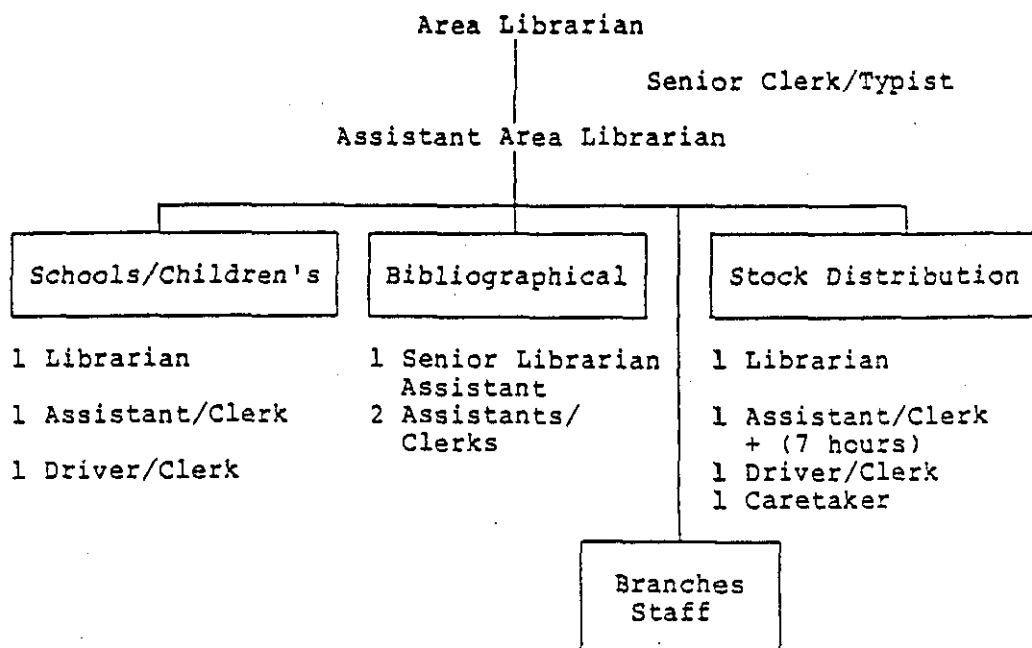 Area Librarian
Senior Clerk/Typist
Assistant Area Librarian
Schools/Children's
1 Librarian
1 Assistant/Clerk
1 Driver/Clerk
Bibliographical
1 Senior Librarian
Assistant
2 Assistants/
Clerks
Stock Distribution
1 Librarian
1 Assistant/Clerk
+ (7 hours)
1 Driver/Clerk
1 Caretaker
Branches
Staff